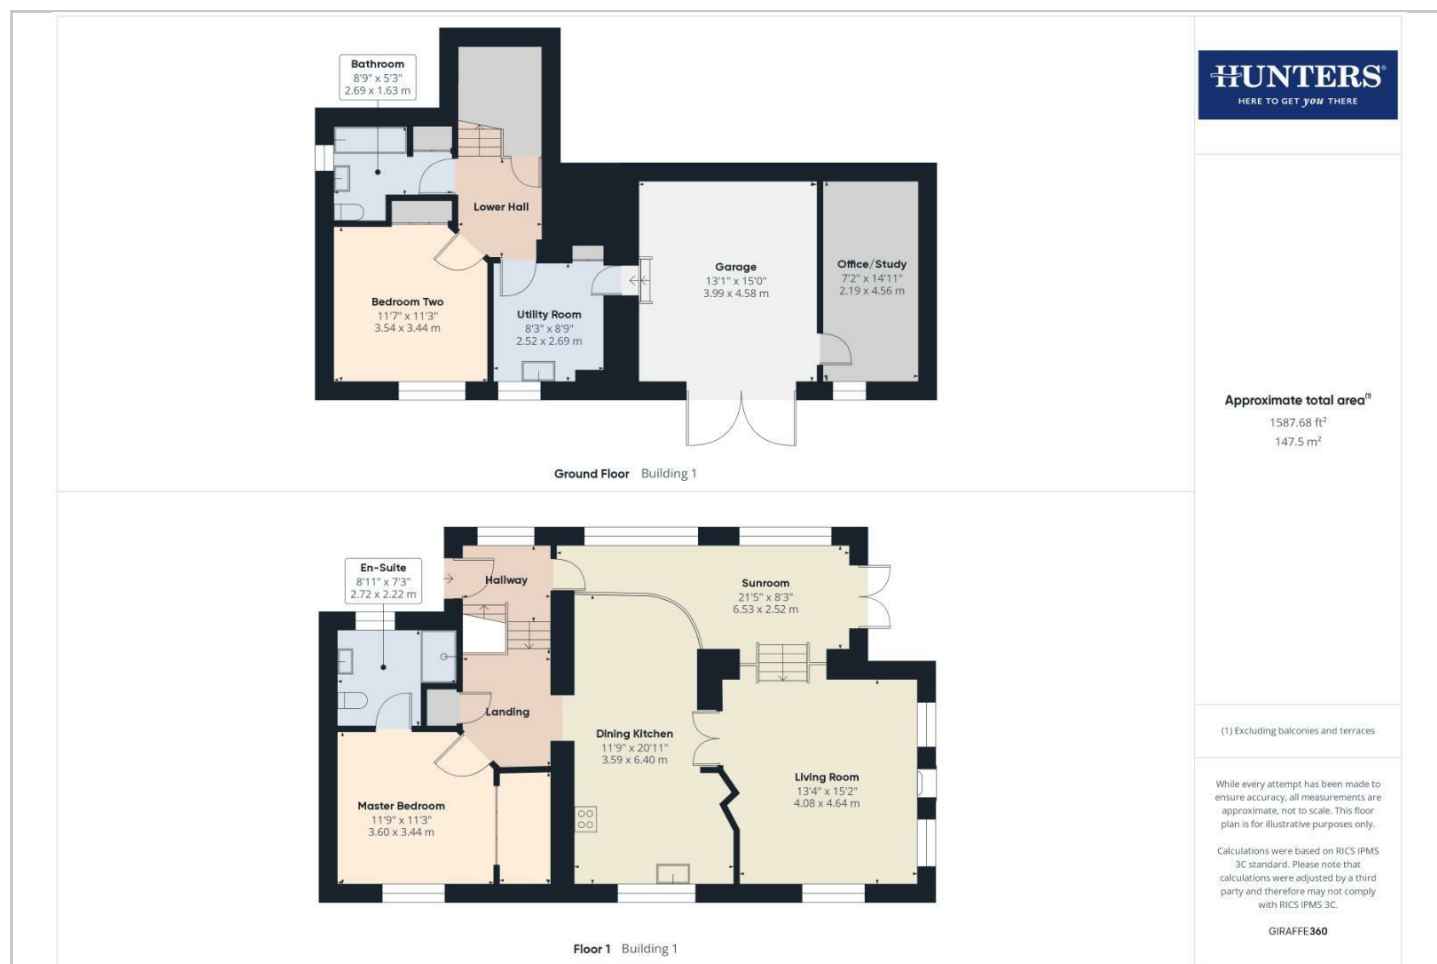 Bathroom
8'9" x 5'3"
2.69 x 1.63 m
Lower Hall
Bedroom Two
11'7" x 11'3"
3.54 x 3.44 m
Utility Room
8'3" x 8'9"
2.52 x 2.69 m
Garage
13'1" x 15'0"
3.99 x 4.58 m
Office/Study
7'2" x 14'11"
2.19 x 4.56 m
Ground Floor Building 1
En-Suite
8'11" x 7'3"
2.72 x 2.22 m
Hallway
Sunroom
21'5" x 8'3"
6.53 x 2.52 m
Landing
Dining Kitchen
11'9" x 20'11"
3.59 x 6.40 m
Living Room
13'4" x 15'2"
4.08 x 4.64 m
Master Bedroom
11'9" x 11'3"
3.60 x 3.44 m
Floor 1 Building 1
HUNTERS®
HERE TO GET you THERE
Approximate total area(1)
1587.68 ft²
147.5 m²
(1) Excluding balconies and terraces
While every attempt has been made to
ensure accuracy, all measurements are
approximate, not to scale. This floor
plan is for illustrative purposes only.
Calculations were based on RICS IPMS
3C standard. Please note that
calculations were adjusted by a third
party and therefore may not comply
with RICS IPMS 3C.
GIRAFFE360